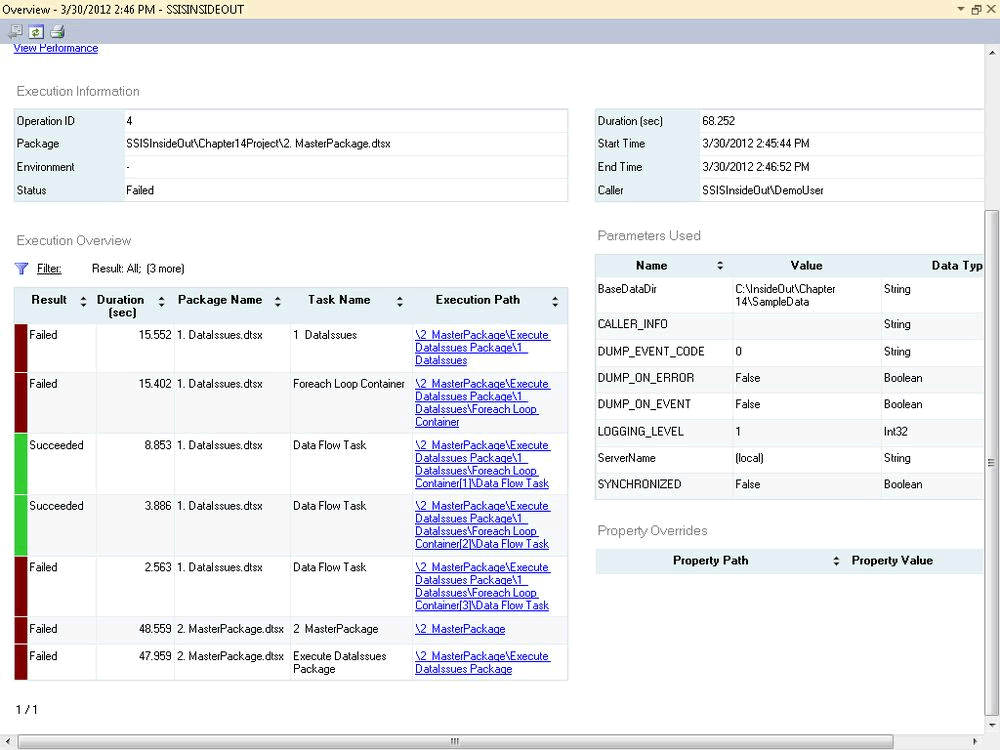 Overview - 3/30/2012 2:46 PM - SSISINSIDEOUT
View Performance
Execution Information
Operation ID 4
Package SSISInsideOut\Chapter14Project\2. MasterPackage.dtsx
Environment -
Status Failed
Duration (sec) 68.252
Start Time 3/30/2012 2:45:44 PM
End Time 3/30/2012 2:46:52 PM
Caller SSISInsideOut\DemoUser
Execution Overview
Filter: Result: All; (3 more)
Result Duration Package Name Task Name Execution Path
(sec)
Failed 15.552 1. DataIssues.dtsx 1 DataIssues \2 MasterPackage\Execute
DataIssues Package\1
DataIssues
Failed 15.402 1. DataIssues.dtsx Foreach Loop Container \2 MasterPackage\Execute
DataIssues Package\1
DataIssues\Foreach Loop
Container
Succeeded 8.853 1. DataIssues.dtsx Data Flow Task \2 MasterPackage\Execute
DataIssues Package\1
DataIssues\Foreach Loop
Container[1]\Data Flow Task
Succeeded 3.886 1. DataIssues.dtsx Data Flow Task \2 MasterPackage\Execute
DataIssues Package\1
DataIssues\Foreach Loop
Container[2]\Data Flow Task
Failed 2.563 1. DataIssues.dtsx Data Flow Task \2 MasterPackage\Execute
DataIssues Package\1
DataIssues\Foreach Loop
Container[3]\Data Flow Task
Failed 48.559 2. MasterPackage.dtsx 2 MasterPackage \2 MasterPackage
Failed 47.959 2. MasterPackage.dtsx Execute DataIssues \2 MasterPackage\Execute
Package DataIssues Package
1 / 1
Parameters Used
Name Value Data Typ
BaseDataDir C:\InsideOut\Chapter String
14\SampleData
CALLER_INFO String
DUMP_EVENT_CODE 0 String
DUMP_ON_ERROR False Boolean
DUMP_ON_EVENT False Boolean
LOGGING_LEVEL 1 Int32
ServerName (local) String
SYNCHRONIZED False Boolean
Property Overrides
Property Path Property Value